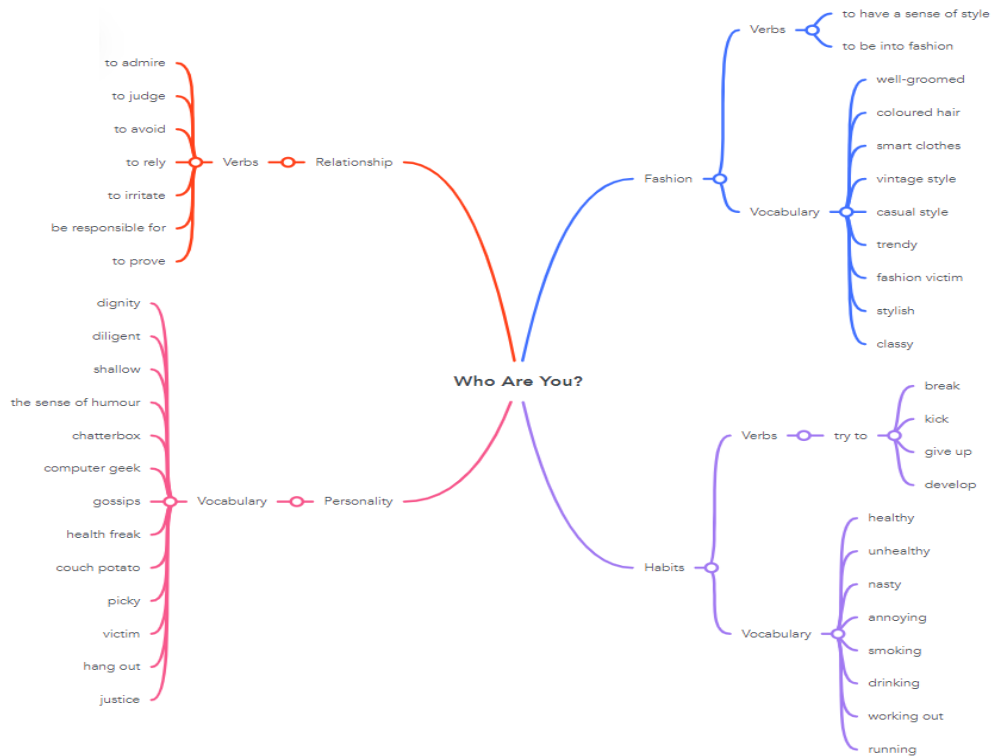 Who Are You?
Relationship
Verbs
to admire
to judge
to avoid
to rely
to irritate
be responsible for
to prove
Personality
Vocabulary
dignity
diligent
shallow
the sense of humour
chatterbox
computer geek
gossips
health freak
couch potato
picky
victim
hang out
justice
Fashion
Verbs
to have a sense of style
to be into fashion
Vocabulary
well-groomed
coloured hair
smart clothes
vintage style
casual style
trendy
fashion victim
stylish
classy
Habits
Verbs
try to
break
kick
give up
develop
Vocabulary
healthy
unhealthy
nasty
annoying
smoking
drinking
working out
running